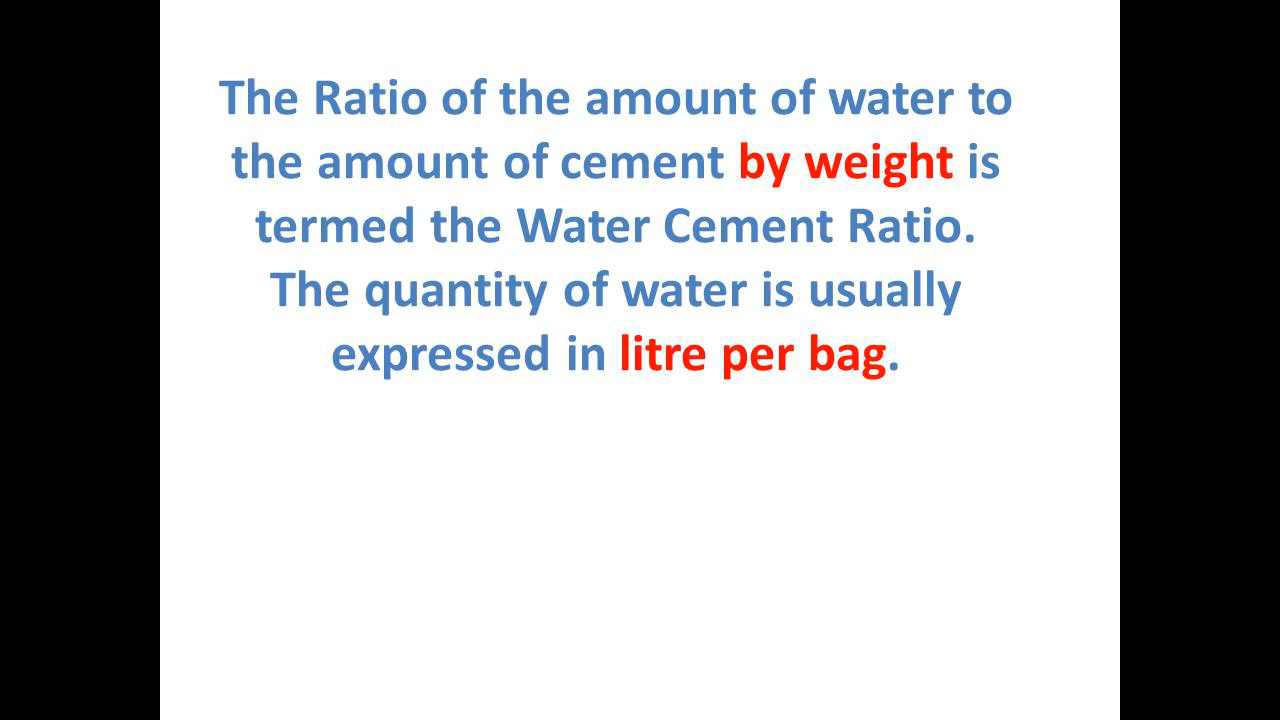 The Ratio of the amount of water to
the amount of cement by weight is
termed the Water Cement Ratio.
The quantity of water is usually
expressed in litre per bag.